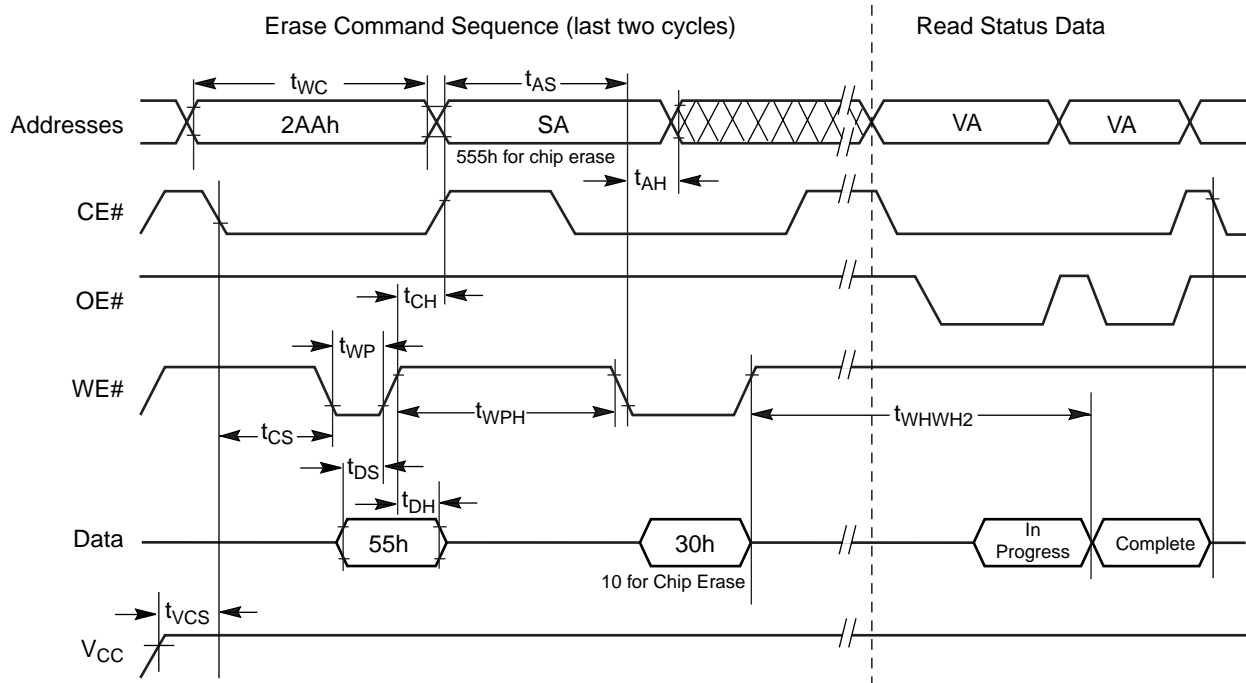 Erase Command Sequence (last two cycles)
Read Status Data
tWC
tAS
Addresses
2AAh
SA
VA
VA
555h for chip erase
tAH
CE#
OE#
tCH
tWP
WE#
tWPH
tWHWH2
tCS
tDS
tDH
Data
55h
30h
In
Progress
Complete
10 for Chip Erase
tVCS
VCC